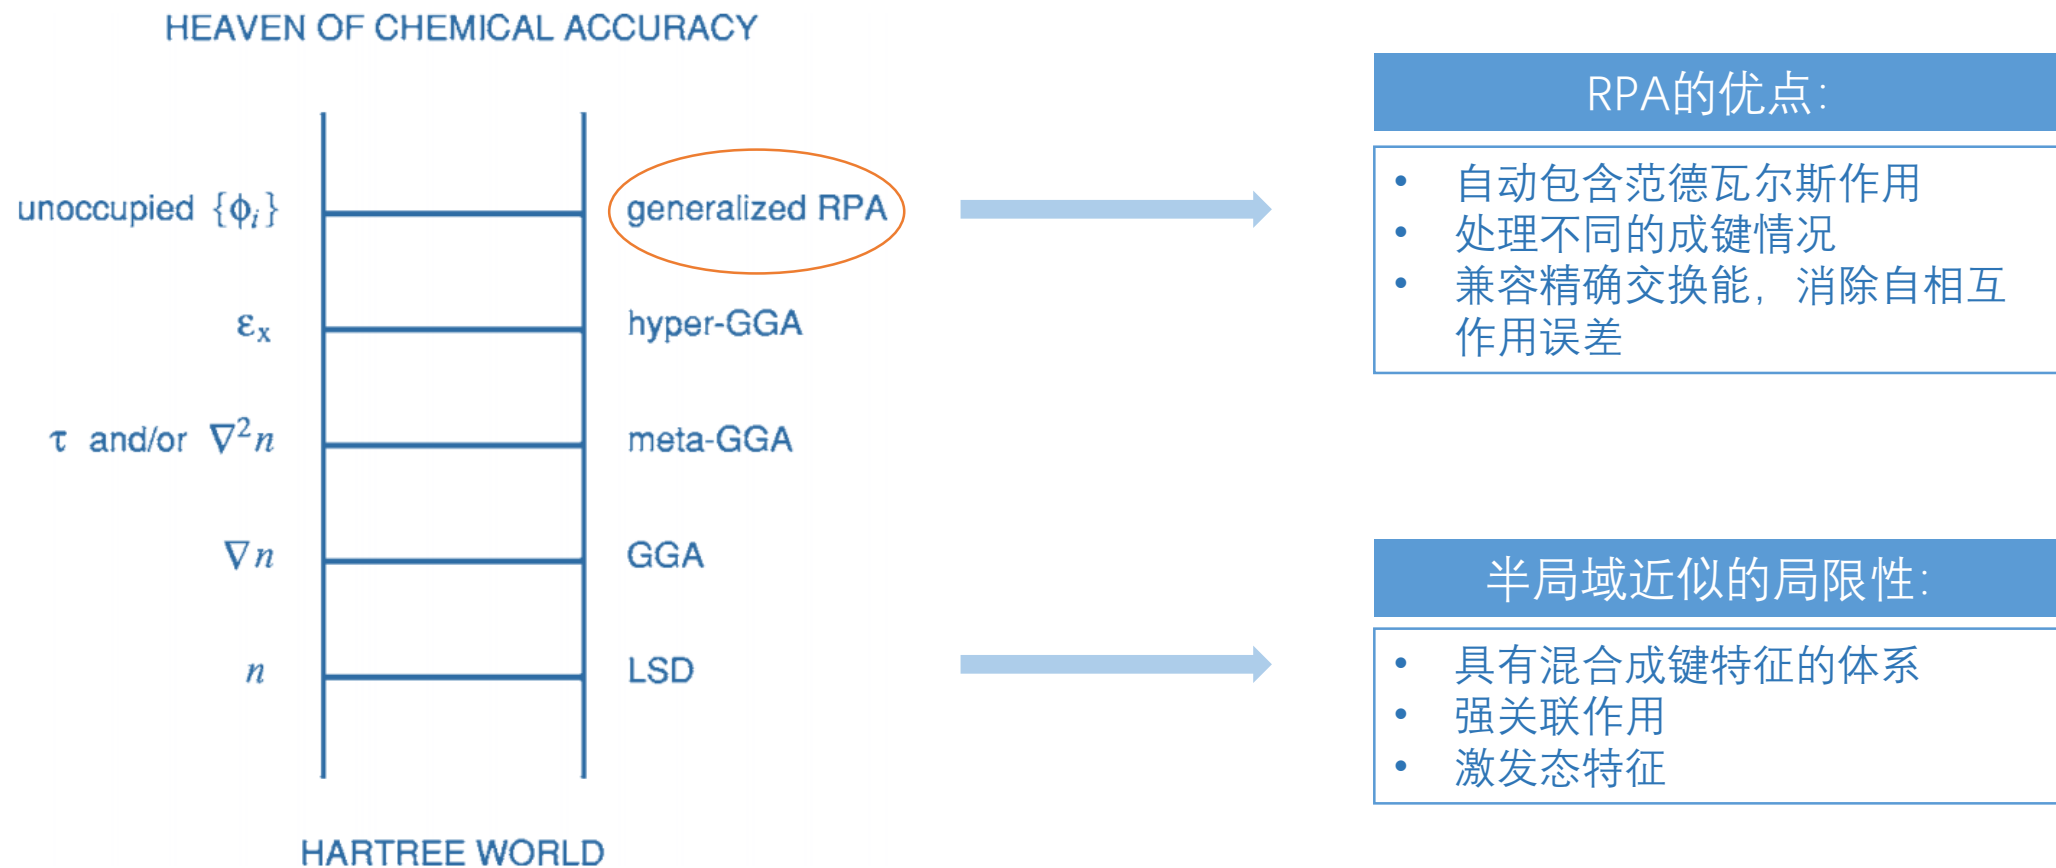 HEAVEN OF CHEMICAL ACCURACY
unoccupied {ϕᵢ}
generalized RPA
εₓ
hyper-GGA
τ and/or ∇²n
meta-GGA
∇n
GGA
n
LSD
HARTREE WORLD
RPA的优点:
• 自动包含范德瓦尔斯作用
• 处理不同的成键情况
• 兼容精确交换能，消除自相互
作用误差
半局域近似的局限性:
• 具有混合成键特征的体系
• 强关联作用
• 激发态特征